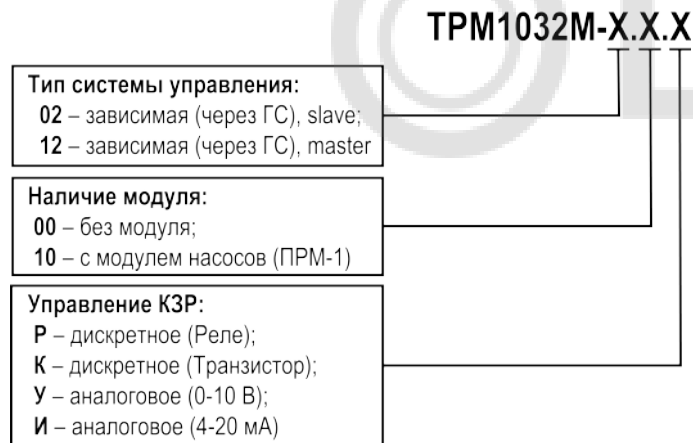 ТРМ1032М-Х.Х.Х
Тип системы управления:
02 – зависимая (через ГС), slave;
12 – зависимая (через ГС), master
Наличие модуля:
00 – без модуля;
10 – с модулем насосов (ПРМ-1)
Управление КЗР:
Р – дискретное (Реле);
К – дискретное (Транзистор);
У – аналоговое (0-10 В);
И – аналоговое (4-20 мА)